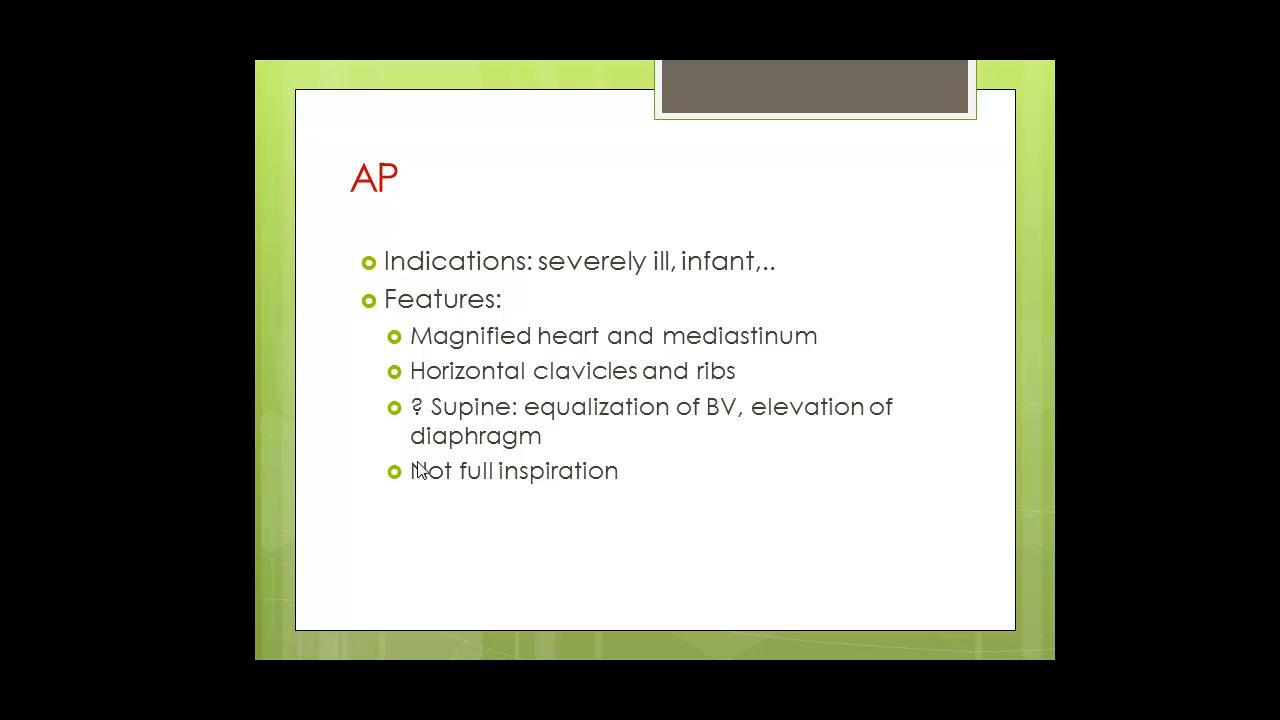 AP
Indications: severely ill, infant,..
Features:
Magnified heart and mediastinum
Horizontal clavicles and ribs
? Supine: equalization of BV, elevation of
diaphragm
Not full inspiration